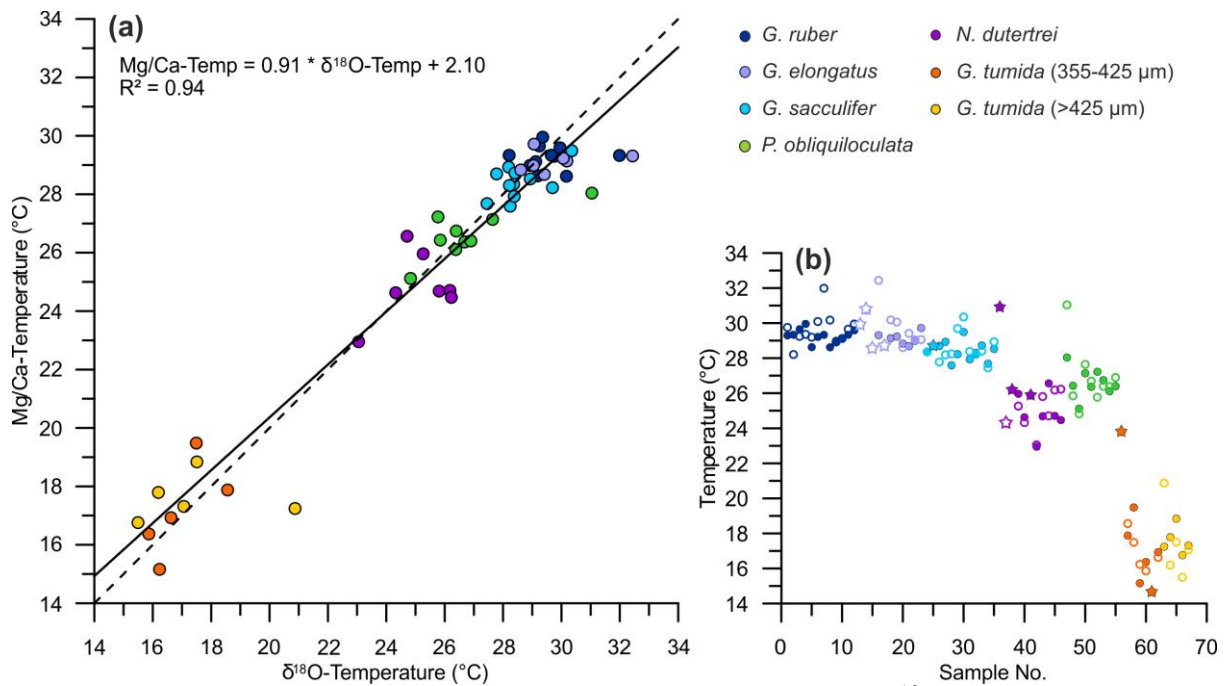 (a)
Mg/Ca-Temp = 0.91 * δ¹⁸O-Temp + 2.10
R² = 0.94
34
32
30
28
26
24
22
20
18
16
14
Mg/Ca-Temperature (°C)
14 16 18 20 22 24 26 28 30 32 34
δ¹⁸O-Temperature (°C)
G. ruber
G. elongatus
G. sacculifer
P. obliquiloculata
N. dutertrei
G. tumida (355-425 µm)
G. tumida (>425 µm)
(b)
34
32
30
28
26
24
22
20
18
16
14
Temperature (°C)
0 10 20 30 40 50 60 70
Sample No.